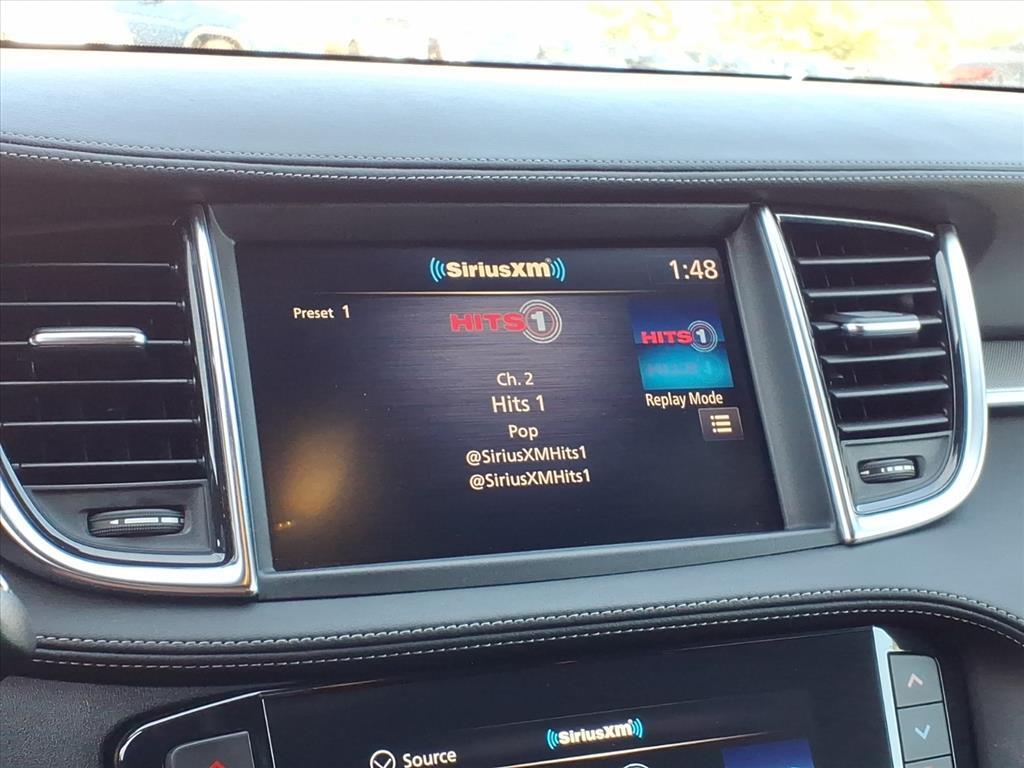 SiriusXM
1:48
Preset 1
HITS 1
HITS 1
Ch. 2
Hits 1
Replay Mode
Pop
@SiriusXMHits1
@SiriusXMHits1
SiriusXM
Source